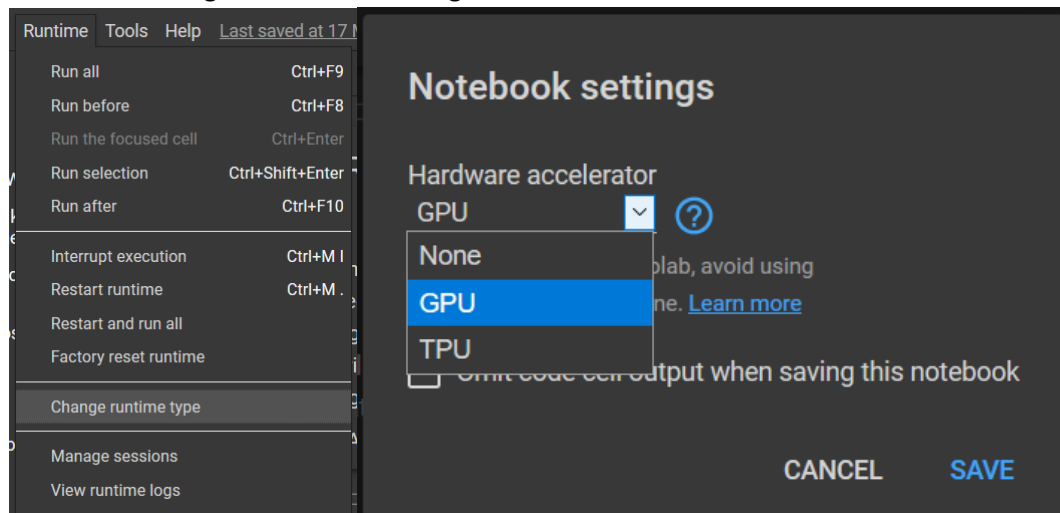 Runtime Tools Help Last saved at 17
Run all Ctrl+F9
Run before Ctrl+F8
Run the focused cell Ctrl+Enter
Run selection Ctrl+Shift+Enter
Run after Ctrl+F10
Interrupt execution Ctrl+M I
Restart runtime Ctrl+M .
Restart and run all
Factory reset runtime
Change runtime type
Manage sessions
View runtime logs
Notebook settings
Hardware accelerator
GPU
None
GPU
TPU
olab, avoid using
ne. Learn more
output when saving this notebook
CANCEL SAVE